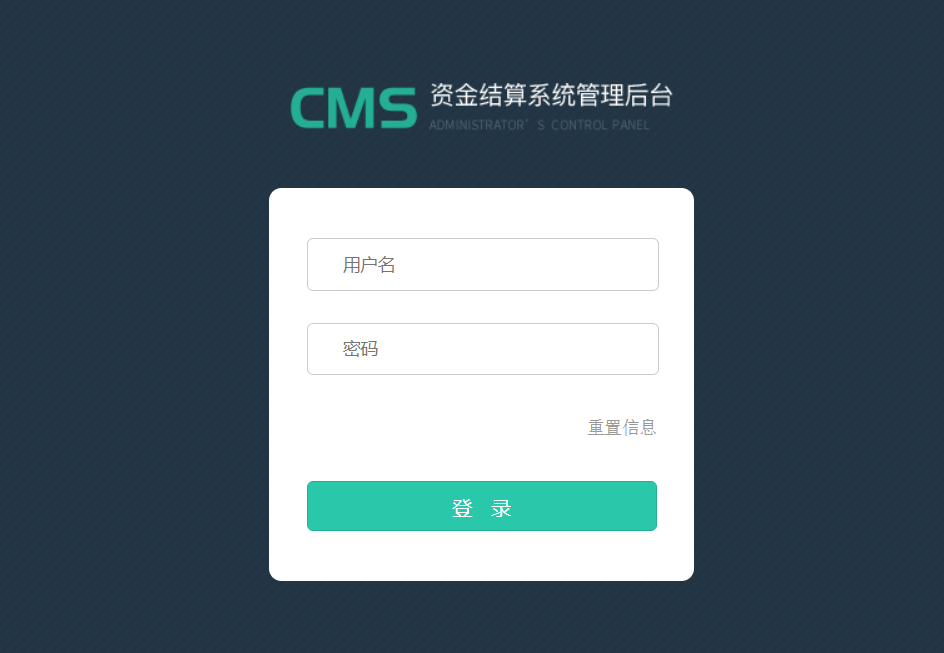 CMS 资金结算系统管理后台
ADMINISTRATOR'S CONTROL PANEL
用户名
密码
重置信息
登 录